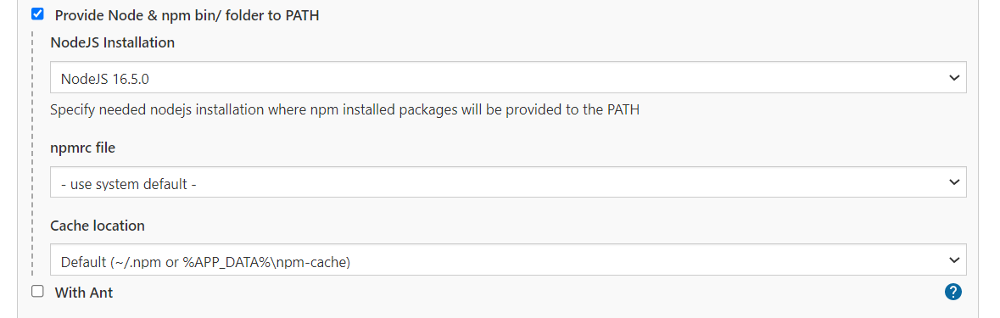 Provide Node & npm bin/ folder to PATH
NodeJS Installation
NodeJS 16.5.0
Specify needed nodejs installation where npm installed packages will be provided to the PATH
npmrc file
- use system default -
Cache location
Default (~/.npm or %APP_DATA%\npm-cache)
With Ant
?